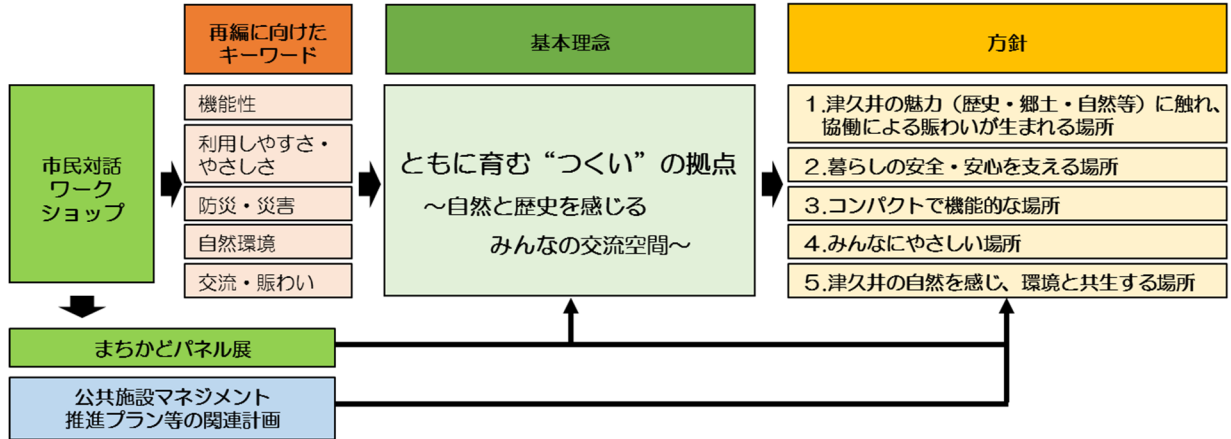 再編に向けた
キーワード
基本理念
方針
市民対話
ワーク
ショップ
機能性
利用しやすさ・
やさしさ
防災・災害
自然環境
交流・賑わい
ともに育む“つくい”の拠点
～自然と歴史を感じる
みんなの交流空間～
1.津久井の魅力（歴史・郷土・自然等）に触れ、
協働による賑わいが生まれる場所
2.暮らしの安全・安心を支える場所
3.コンパクトで機能的な場所
4.みんなにやさしい場所
5.津久井の自然を感じ、環境と共生する場所
まちかどパネル展
公共施設マネジメント
推進プラン等の関連計画